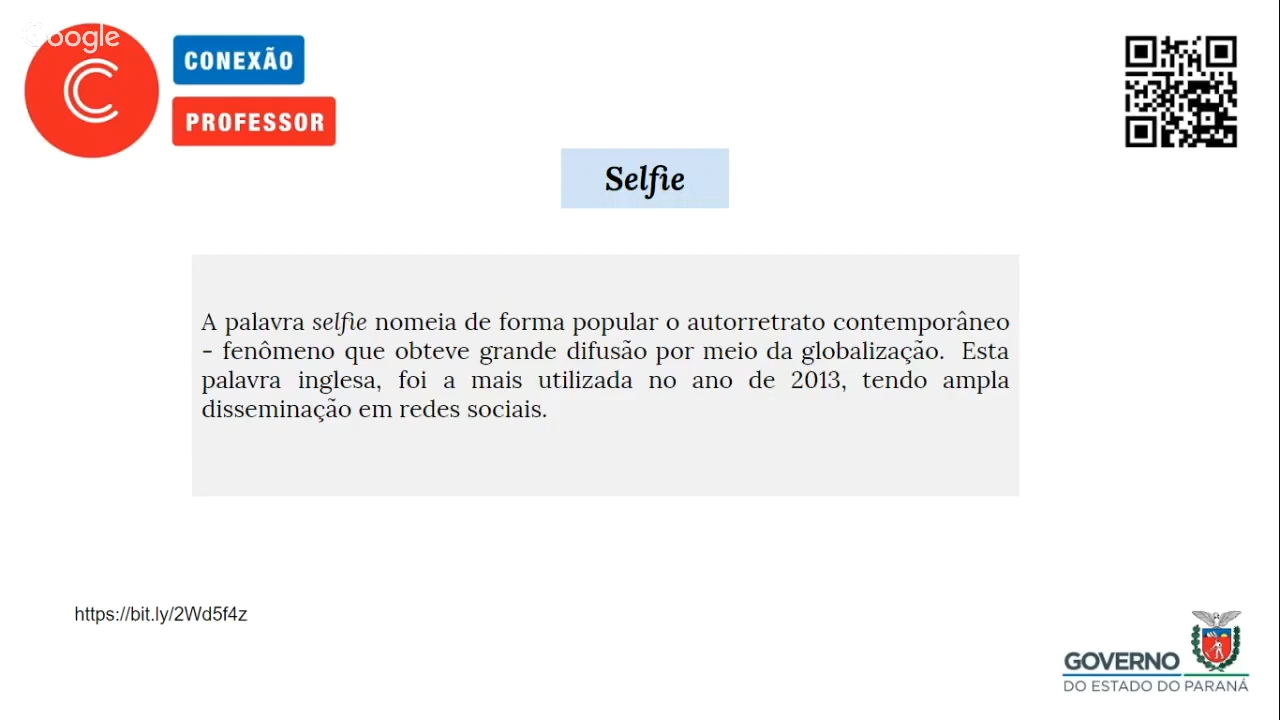 Google
CONEXÃO
PROFESSOR
Selfie
A palavra selfie nomeia de forma popular o autorretrato contemporâneo
- fenômeno que obteve grande difusão por meio da globalização. Esta
palavra inglesa, foi a mais utilizada no ano de 2013, tendo ampla
disseminação em redes sociais.
https://bit.ly/2Wd5f4z
GOVERNO
DO ESTADO DO PARANÁ